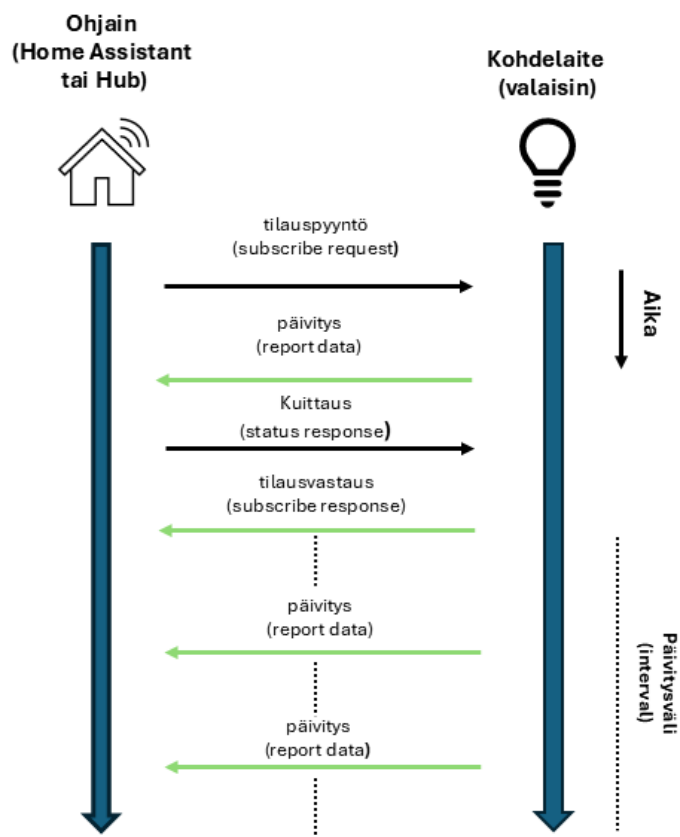 Ohjain
(Home Assistant
tai Hub)
Kohdelaite
(valaisin)
tilauspyyntö
(subscribe request)
Aika
päivitys
(report data)
Kuittaus
(status response)
tilausvastaus
(subscribe response)
päivitys
(report data)
Päivitysväli
(interval)
päivitys
(report data)